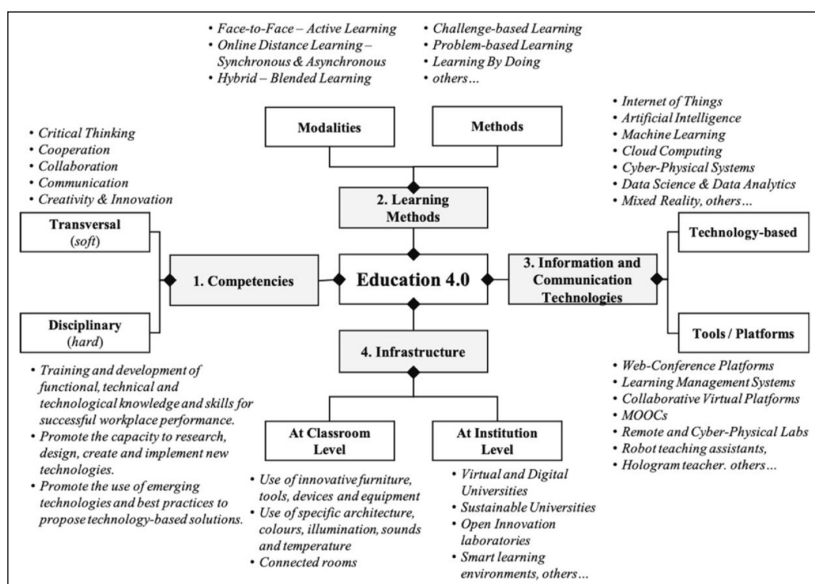 • Face-to-Face – Active Learning
• Online Distance Learning –
Synchronous & Asynchronous
• Hybrid – Blended Learning
• Challenge-based Learning
• Problem-based Learning
• Learning By Doing
• others…
Modalities
Methods
2. Learning
Methods
• Critical Thinking
• Cooperation
• Collaboration
• Communication
• Creativity & Innovation
Transversal
(soft)
1. Competencies
Disciplinary
(hard)
• Training and development of
functional, technical and
technological knowledge and skills for
successful workplace performance.
• Promote the capacity to research,
design, create and implement new
technologies.
• Promote the use of emerging
technologies and best practices to
propose technology-based solutions.
Education 4.0
• Internet of Things
• Artificial Intelligence
• Machine Learning
• Cloud Computing
• Cyber-Physical Systems
• Data Science & Data Analytics
• Mixed Reality, others…
Technology-based
3. Information and
Communication
Technologies
Tools / Platforms
• Web-Conference Platforms
• Learning Management Systems
• Collaborative Virtual Platforms
• MOOCs
• Remote and Cyber-Physical Labs
• Robot teaching assistants,
• Hologram teacher. others…
4. Infrastructure
At Classroom
Level
• Use of innovative furniture,
tools, devices and equipment
• Use of specific architecture,
colours, illumination, sounds
and temperature
• Connected rooms
At Institution
Level
• Virtual and Digital
Universities
• Sustainable Universities
• Open Innovation
laboratories
• Smart learning
environments, others…